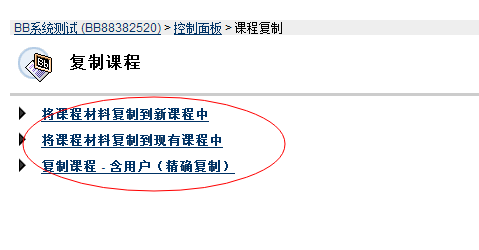 BB系统测试 (BB88382520) > 控制面板 > 课程复制
复制课程
将课程材料复制到新课程中
将课程材料复制到现有课程中
复制课程 - 含用户（精确复制）